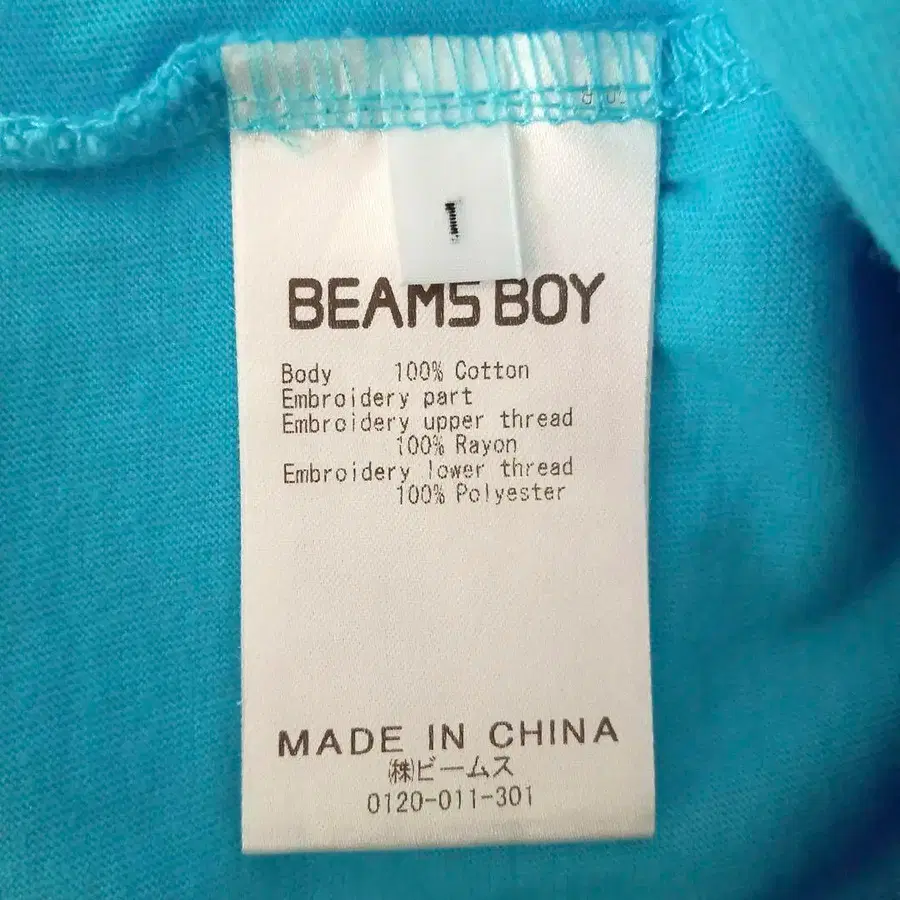 1
BEAMS BOY
Body 100% Cotton
Embroidery part
Embroidery upper thread
100% Rayon
Embroidery lower thread
100% Polyester
MADE IN CHINA
㈱ビームス
0120-011-301